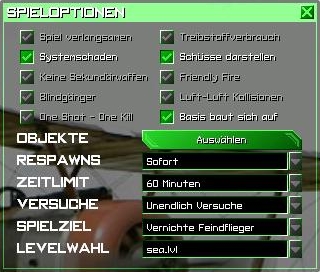 SPIELOPTIONEN
Spiel verlangsamen Treibstoffverbrauch
Systemschaden Schüsse darstellen
Keine Sekundärwaffen Friendly Fire
Blindgänger Luft-Luft Kollisionen
One Shot - One Kill Basis baut sich auf
OBJEKTE Auswählen
RESPAWNS Sofort
ZEITLIMIT 60 Minuten
VERSUCHE Unendlich Versuche
SPIELZIEL Vernichte Feindflieger
LEVELWAHL sea.lvl